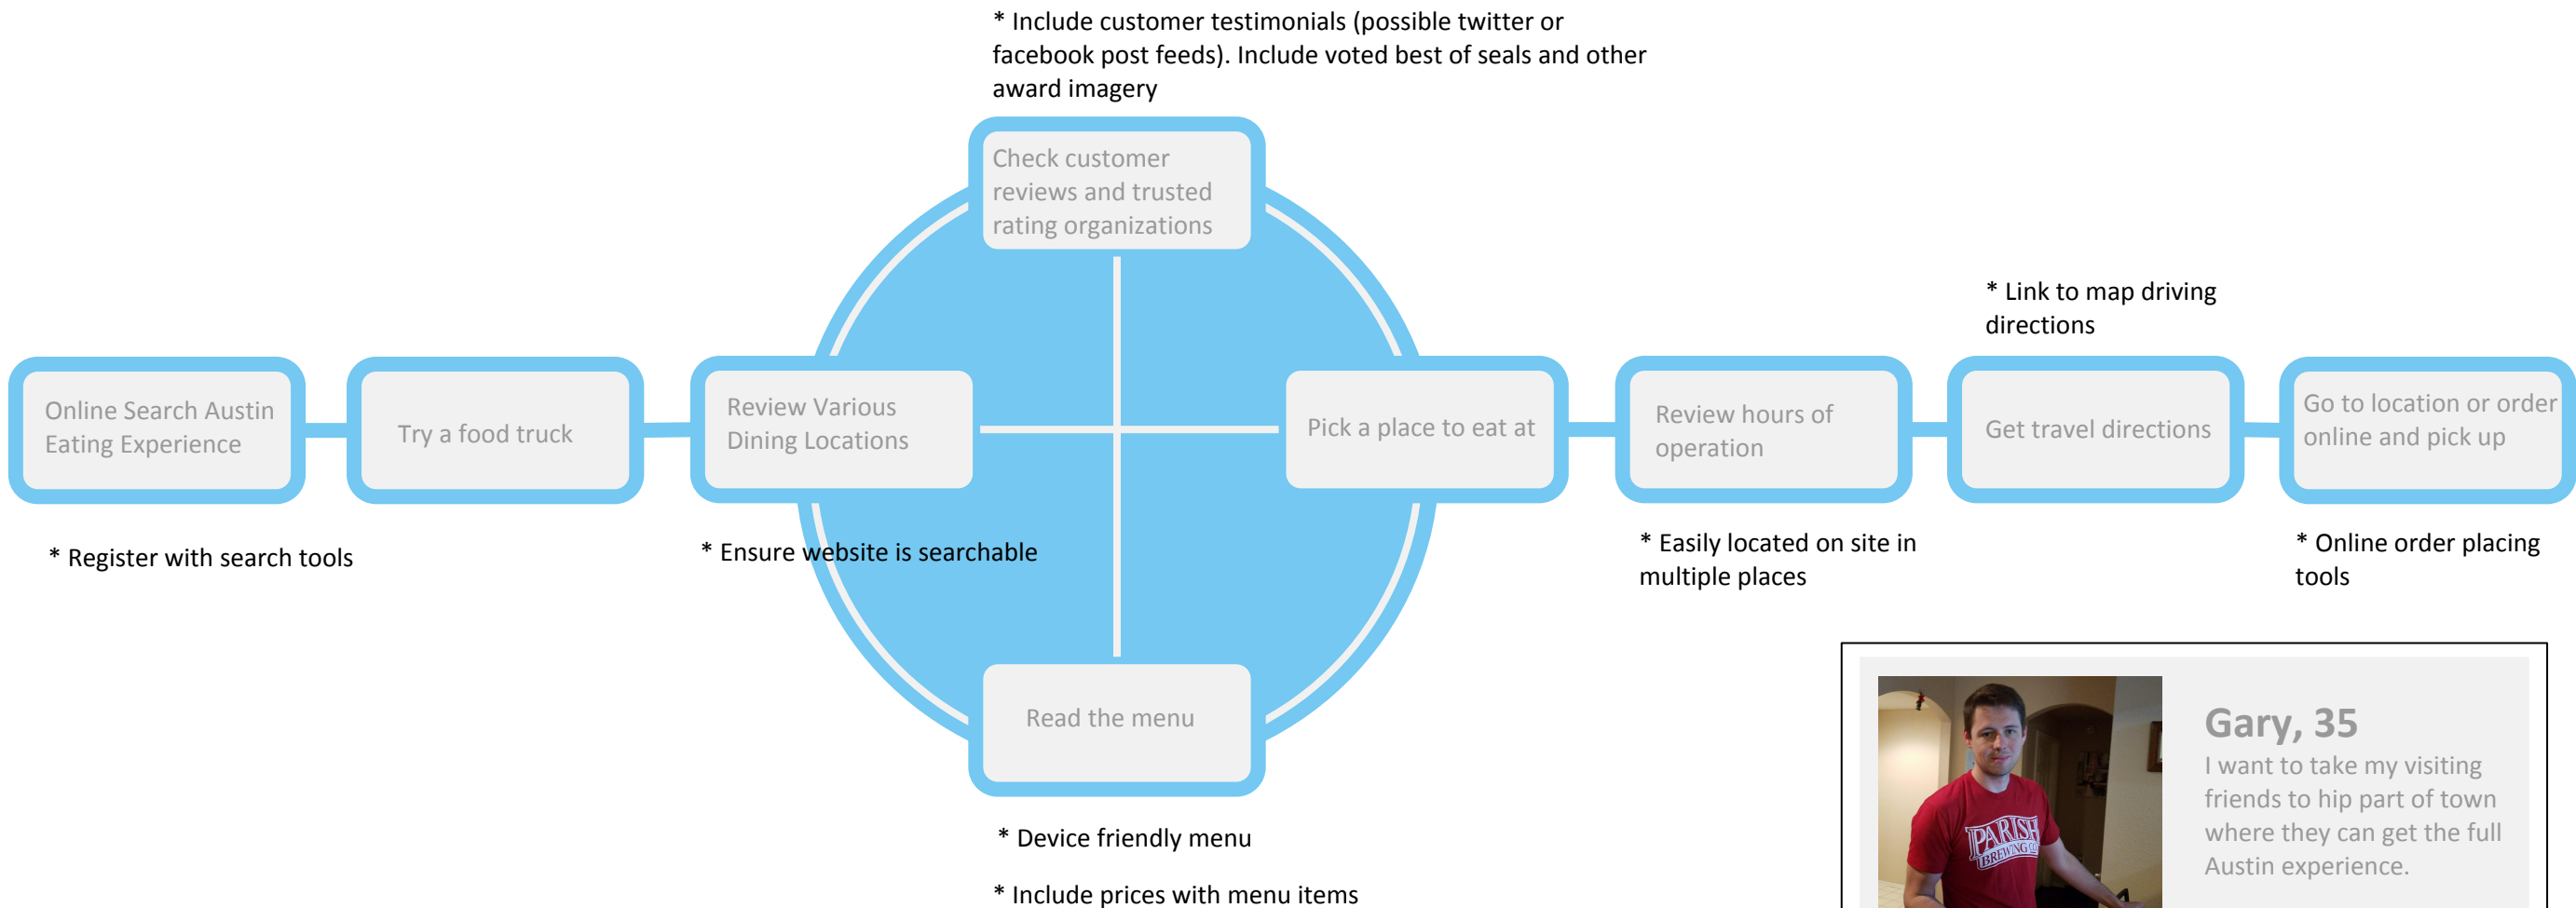 * Include customer testimonials (possible twitter or
facebook post feeds). Include voted best of seals and other
award imagery
Check customer
reviews and trusted
rating organizations
* Link to map driving
directions
Online Search Austin
Eating Experience
Try a food truck
Review Various
Dining Locations
Pick a place to eat at
Review hours of
operation
Get travel directions
Go to location or order
online and pick up
* Register with search tools
* Ensure website is searchable
* Easily located on site in
multiple places
* Online order placing
tools
Read the menu
* Device friendly menu
* Include prices with menu items
Gary, 35
I want to take my visiting
friends to hip part of town
where they can get the full
Austin experience.
PARISH
BREWING CO